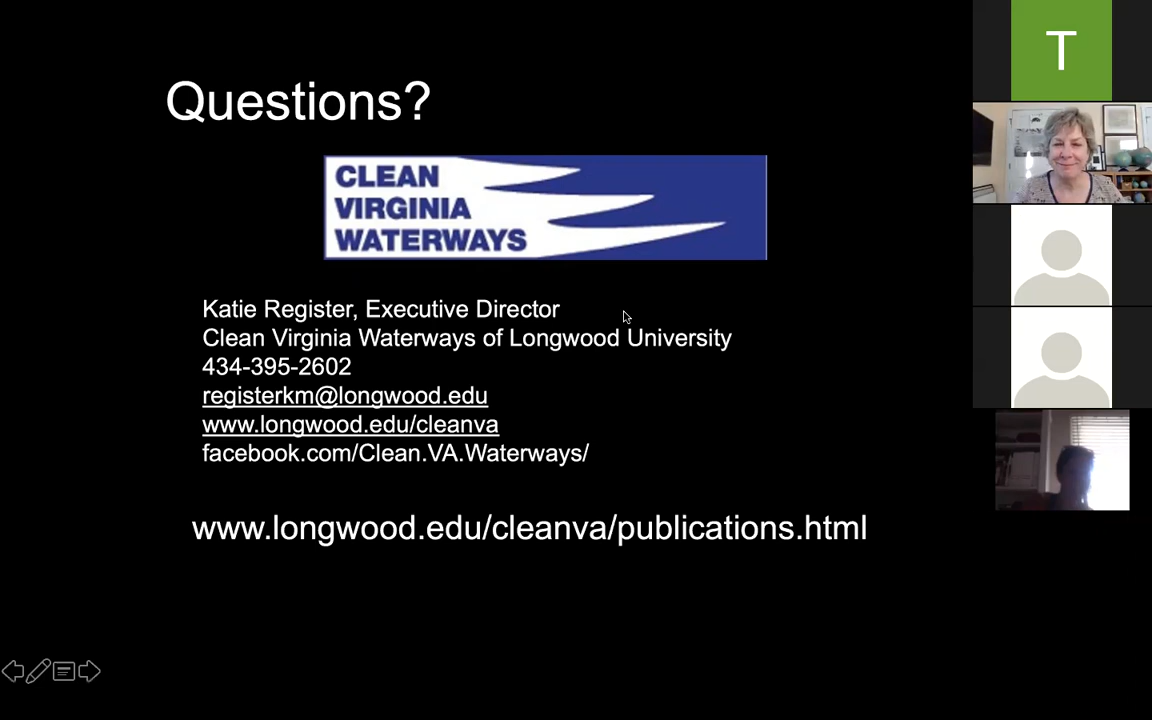 Questions?
CLEAN
VIRGINIA
WATERWAYS
Katie Register, Executive Director
Clean Virginia Waterways of Longwood University
434-395-2602
registerkm@longwood.edu
www.longwood.edu/cleanva
facebook.com/Clean.VA.Waterways/
www.longwood.edu/cleanva/publications.html
T